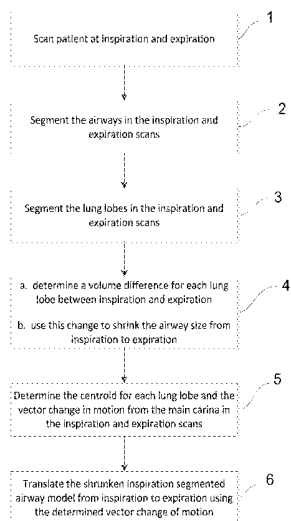 1
Scan patient at inspiration and expiration
2
Segment the airways in the inspiration and
expiration scans
3
Segment the lung lobes in the inspiration and
expiration scans
4
a. determine a volume difference for each lung
lobe between inspiration and expiration
b. use this change to shrink the airway size from
inspiration to expiration
5
Determine the centroid for each lung lobe and the
vector change in motion from the main carina in
the inspiration and expiration scans
6
Translate the shrunken inspiration segmented
airway model from inspiration to expiration using
the determined vector change of motion